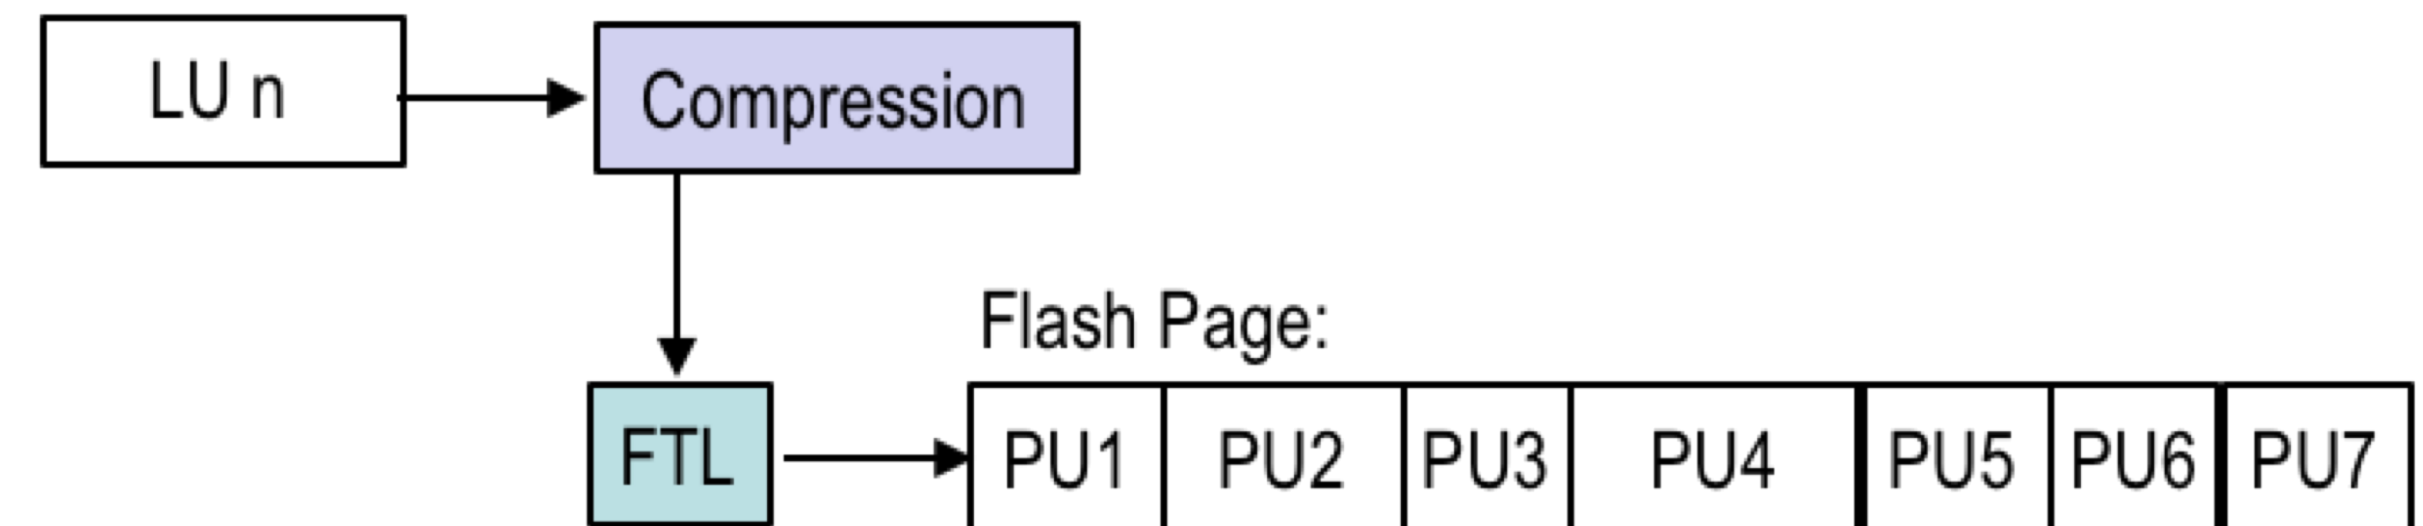 LU n
Compression
Flash Page:
FTL
PU1 PU2 PU3 PU4 PU5 PU6 PU7